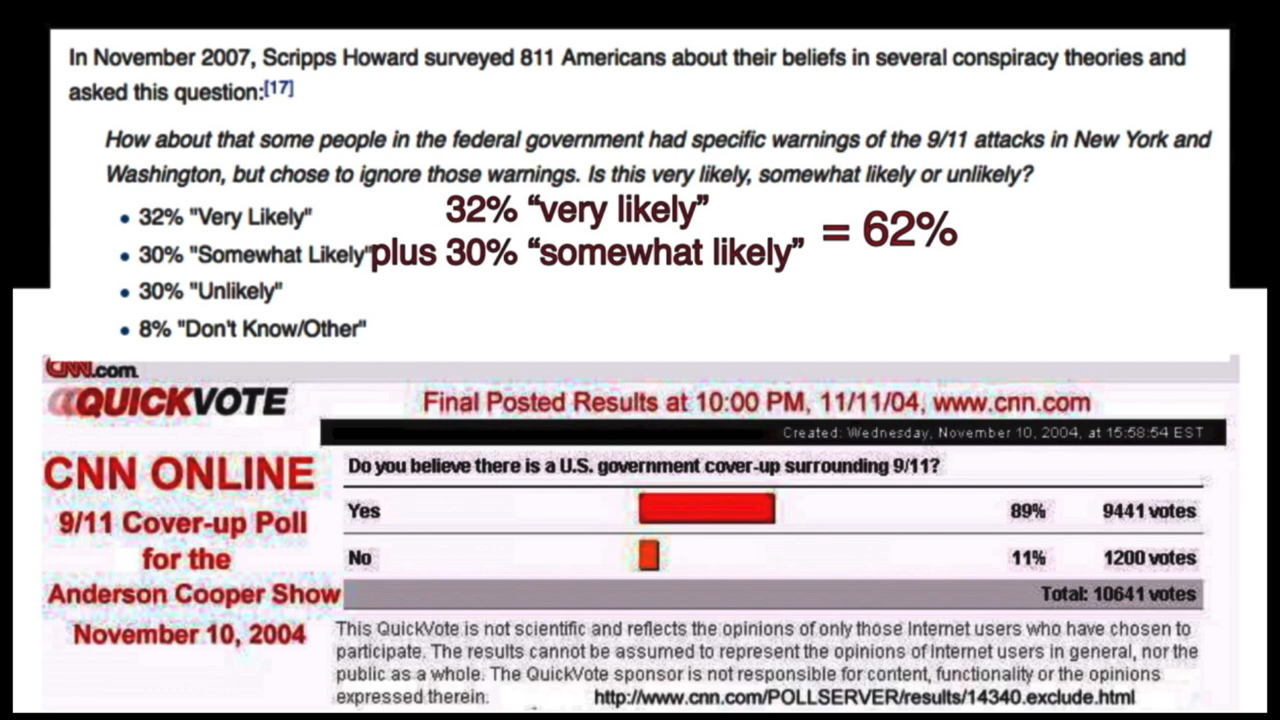 In November 2007, Scripps Howard surveyed 811 Americans about their beliefs in several conspiracy theories and
asked this question:[17]
How about that some people in the federal government had specific warnings of the 9/11 attacks in New York and
Washington, but chose to ignore those warnings. Is this very likely, somewhat likely or unlikely?
• 32% "Very Likely"
• 30% "Somewhat Likely"
• 30% "Unlikely"
• 8% "Don't Know/Other"
32% “very likely”
plus 30% “somewhat likely”
= 62%
CNN.com
QUICKVOTE
Final Posted Results at 10:00 PM, 11/11/04, www.cnn.com
Created: Wednesday, November 10, 2004, at 15:58:54 EST
CNN ONLINE
9/11 Cover-up Poll
for the
Anderson Cooper Show
November 10, 2004
Do you believe there is a U.S. government cover-up surrounding 9/11?
Yes 89% 9441 votes
No 11% 1200 votes
Total: 10641 votes
This QuickVote is not scientific and reflects the opinions of only those Internet users who have chosen to
participate. The results cannot be assumed to represent the opinions of Internet users in general, nor the
public as a whole. The QuickVote sponsor is not responsible for content, functionality or the opinions
expressed therein. http://www.cnn.com/POLLSERVER/results/14340.exclude.html